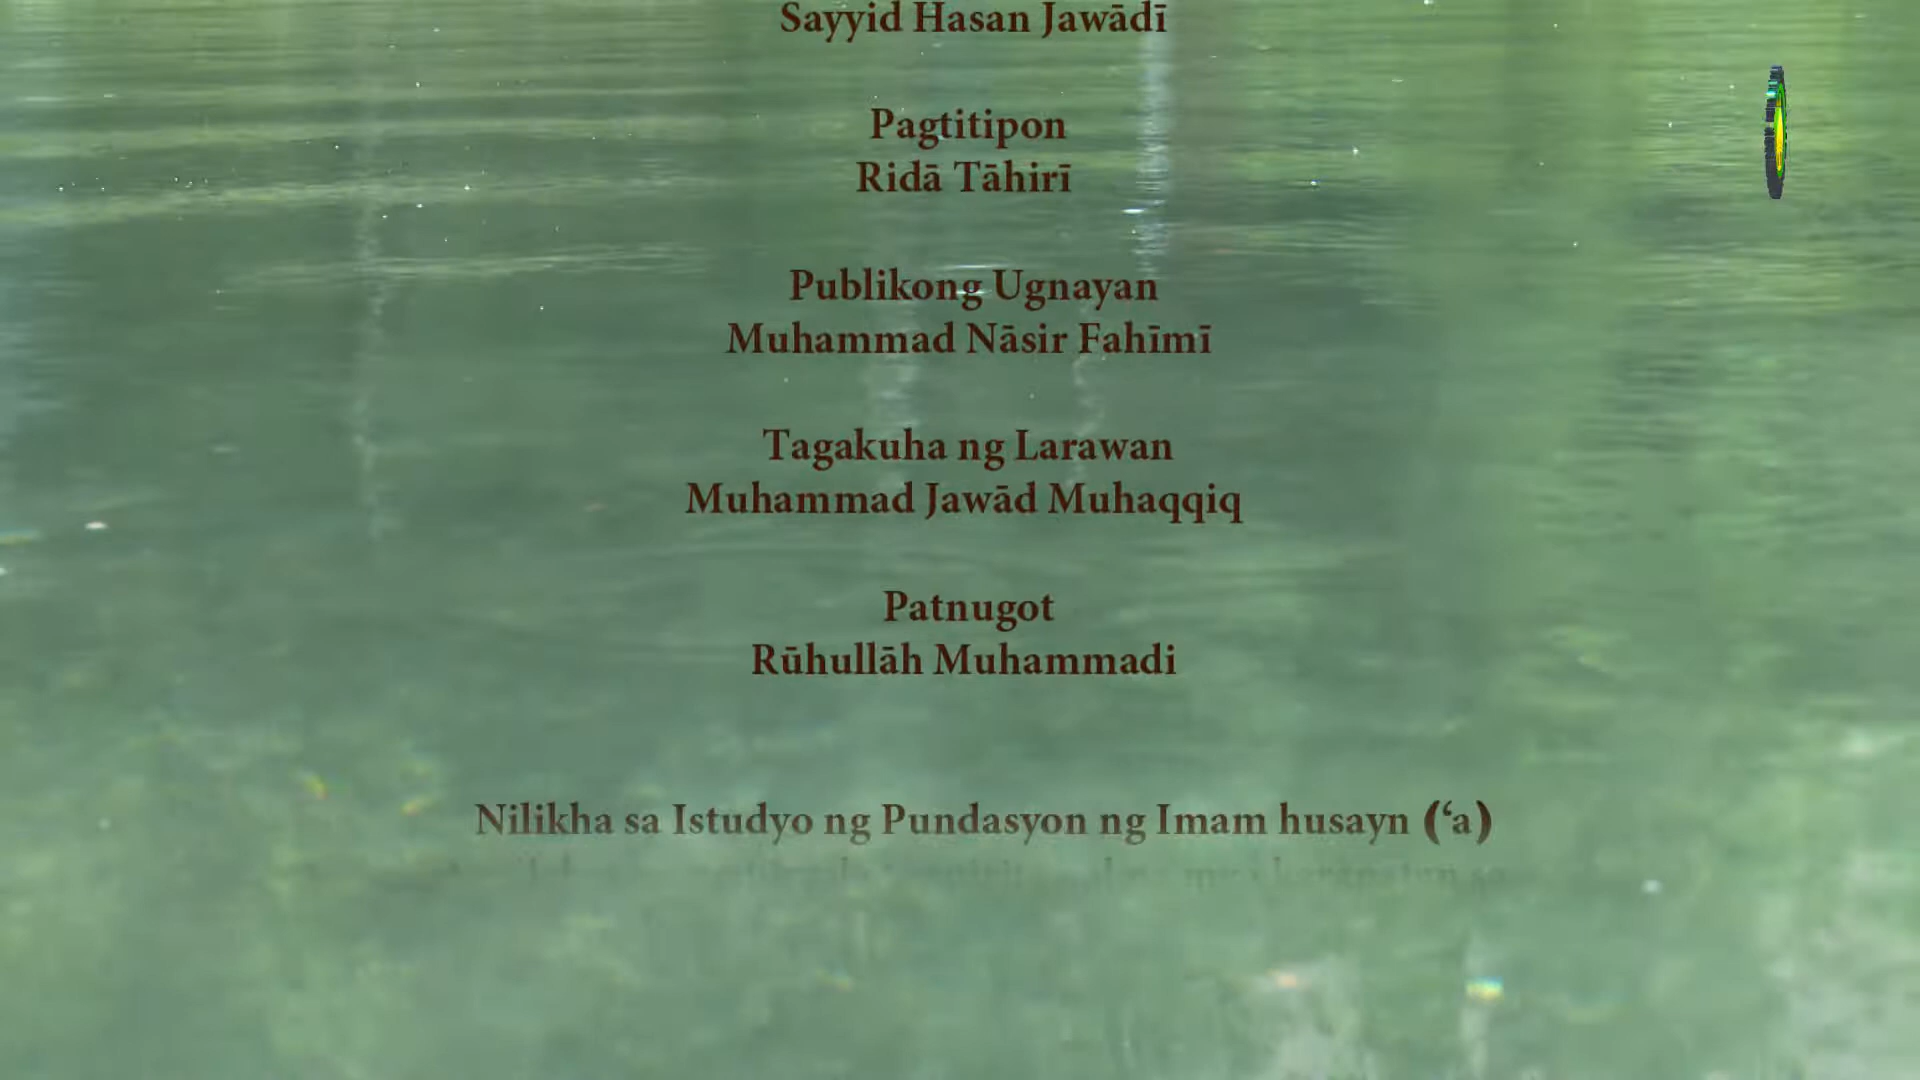 Sayyid Hasan Jawādī
Pagtitipon
Ridā Tāhirī
Publikong Ugnayan
Muhammad Nāsir Fahīmī
Tagakuha ng Larawan
Muhammad Jawād Muhaqqiq
Patnugot
Rūhullāh Muhammadi
Nilikha sa Istudyo ng Pundasyon ng Imam husayn (‘a)